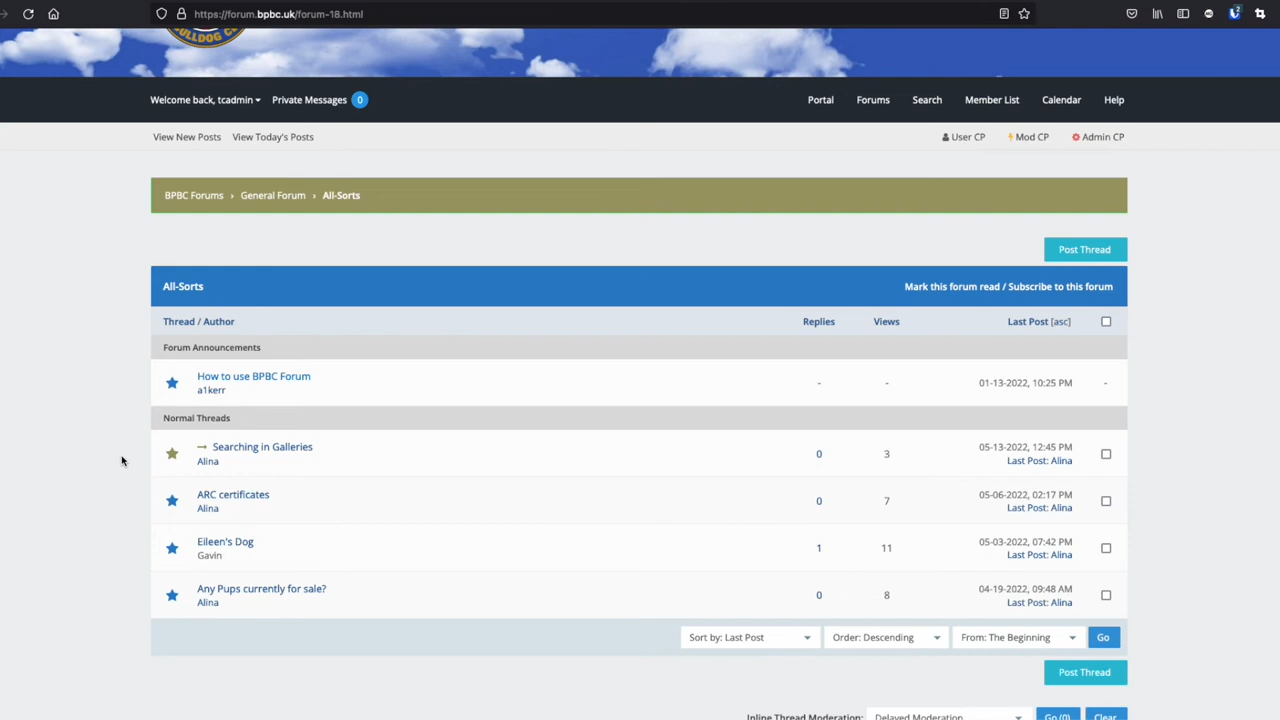 https://forum.bpbc.uk/forum-18.html
2
BULLDOG
Welcome back, tcadmin Private Messages 0 Portal Forums Search Member List Calendar Help
View New Posts View Today's Posts User CP Mod CP Admin CP
BPBC Forums › General Forum › All-Sorts
Post Thread
All-Sorts Mark this forum read / Subscribe to this forum
Thread / Author Replies Views Last Post [asc]
Forum Announcements
How to use BPBC Forum - - 01-13-2022, 10:25 PM -
a1kerr
Normal Threads
→ Searching in Galleries 0 3 05-13-2022, 12:45 PM
Alina Last Post: Alina
ARC certificates 0 7 05-06-2022, 02:17 PM
Alina Last Post: Alina
Eileen's Dog 1 11 05-03-2022, 07:42 PM
Gavin Last Post: Alina
Any Pups currently for sale? 0 8 04-19-2022, 09:48 AM
Alina Last Post: Alina
Sort by: Last Post Order: Descending From: The Beginning Go
Post Thread
Inline Thread Moderation: Delayed Moderation Go (0) Clear